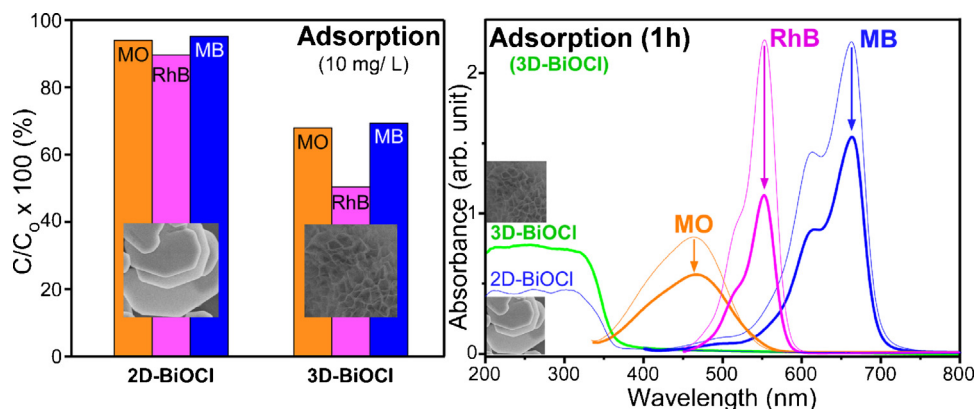 C/Cₒ x 100 (%)
100
80
60
40
20
0
Adsorption
(10 mg/ L)
MO
RhB
MB
MO
RhB
MB
2D-BiOCl
3D-BiOCl
Absorbance (arb. unit)
2
1
0
Adsorption (1h)
(3D-BiOCl)
RhB
MB
MO
3D-BiOCl
2D-BiOCl
200
300
400
500
600
700
800
Wavelength (nm)